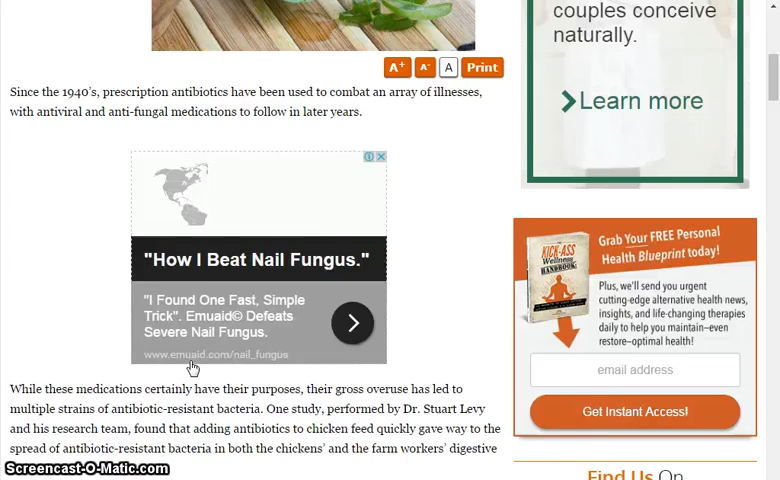 couples conceive
naturally.
Learn more
A+ A- A Print
Since the 1940's, prescription antibiotics have been used to combat an array of illnesses,
with antiviral and anti-fungal medications to follow in later years.
"How I Beat Nail Fungus."
"I Found One Fast, Simple
Trick". Emuaid© Defeats
Severe Nail Fungus.
www.emuaid.com/nail_fungus
While these medications certainly have their purposes, their gross overuse has led to
multiple strains of antibiotic-resistant bacteria. One study, performed by Dr. Stuart Levy
and his research team, found that adding antibiotics to chicken feed quickly gave way to the
spread of antibiotic-resistant bacteria in both the chickens' and the farm workers' digestive
Grab Your FREE Personal
Health Blueprint today!
KICK-ASS
Wellness
HANDBOOK
Plus, we'll send you urgent
cutting-edge alternative health news,
insights, and life-changing therapies
daily to help you maintain—even
restore—optimal health!
email address
Get Instant Access!
Find Us On
Screencast-O-Matic.com